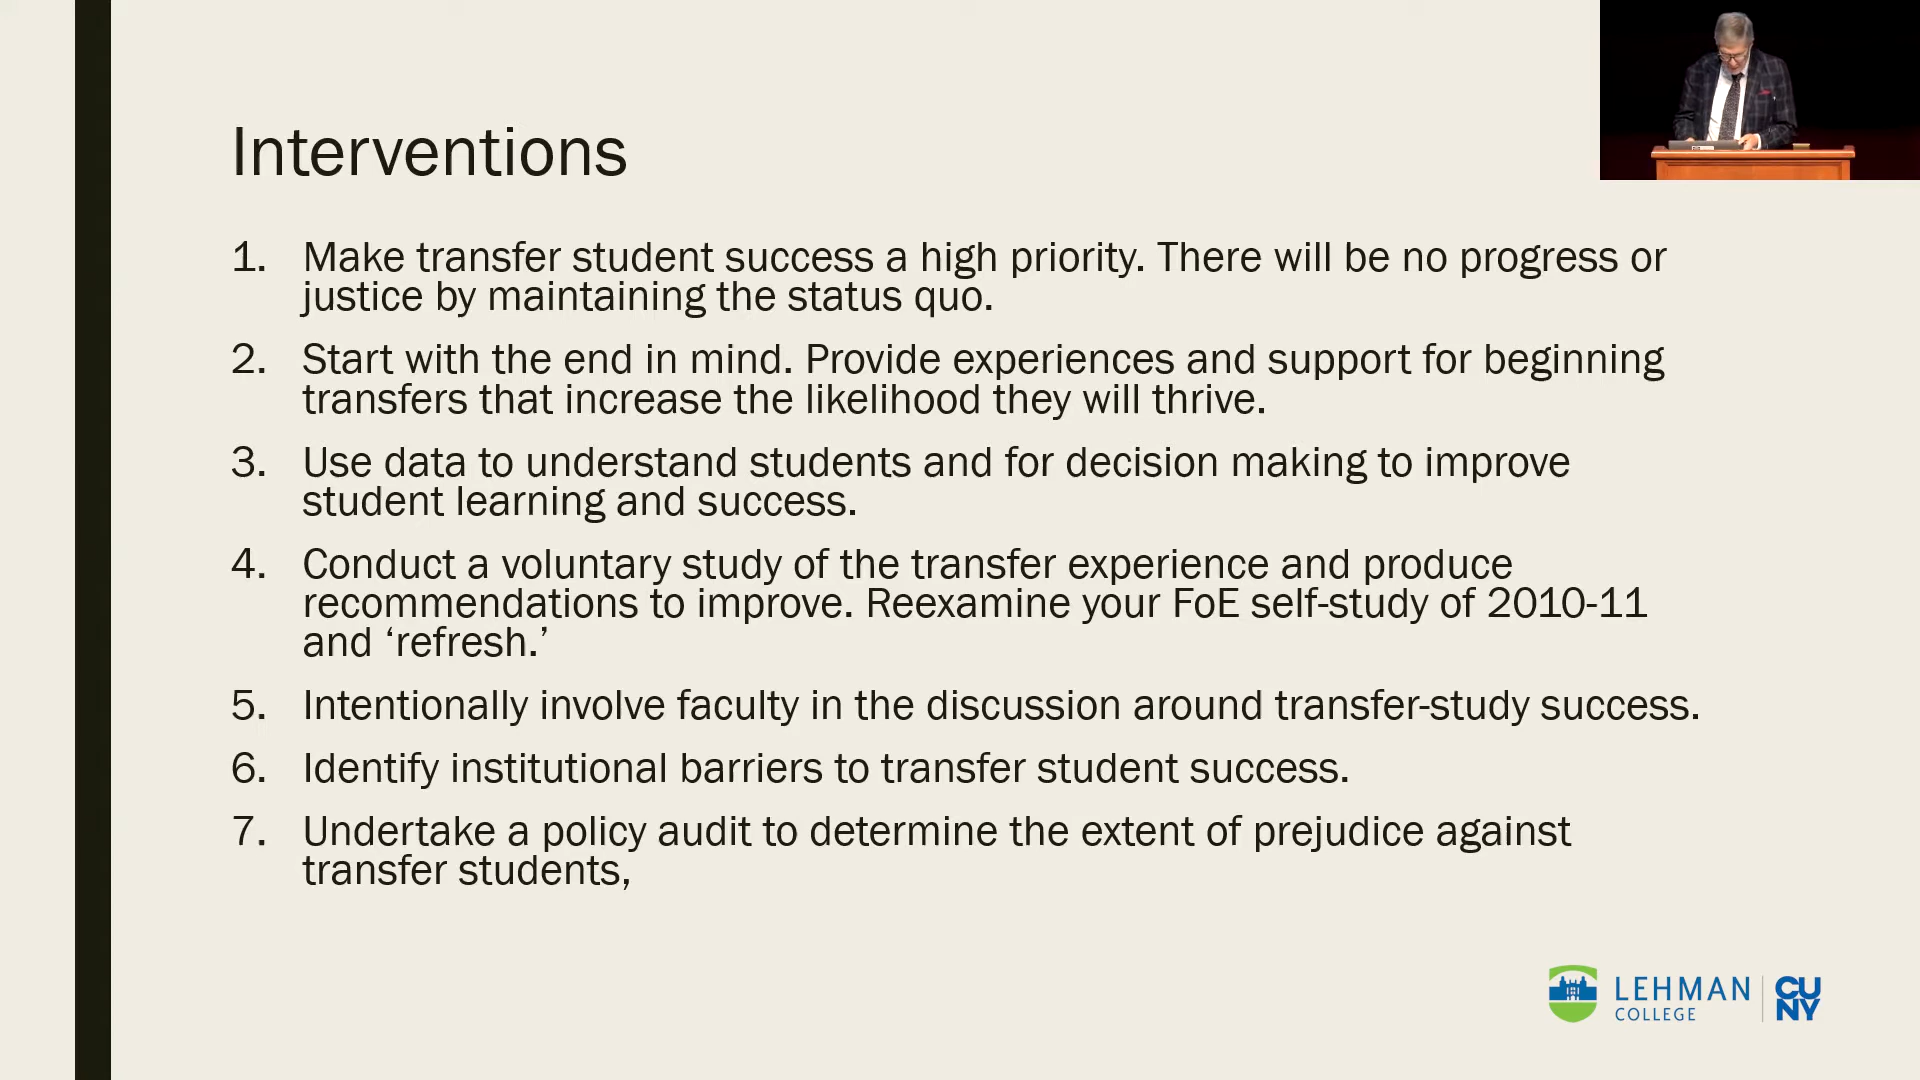 Interventions
1. Make transfer student success a high priority. There will be no progress or
justice by maintaining the status quo.
2. Start with the end in mind. Provide experiences and support for beginning
transfers that increase the likelihood they will thrive.
3. Use data to understand students and for decision making to improve
student learning and success.
4. Conduct a voluntary study of the transfer experience and produce
recommendations to improve. Reexamine your FoE self-study of 2010-11
and ‘refresh.’
5. Intentionally involve faculty in the discussion around transfer-study success.
6. Identify institutional barriers to transfer student success.
7. Undertake a policy audit to determine the extent of prejudice against
transfer students,
LEHMAN
COLLEGE
CU
NY